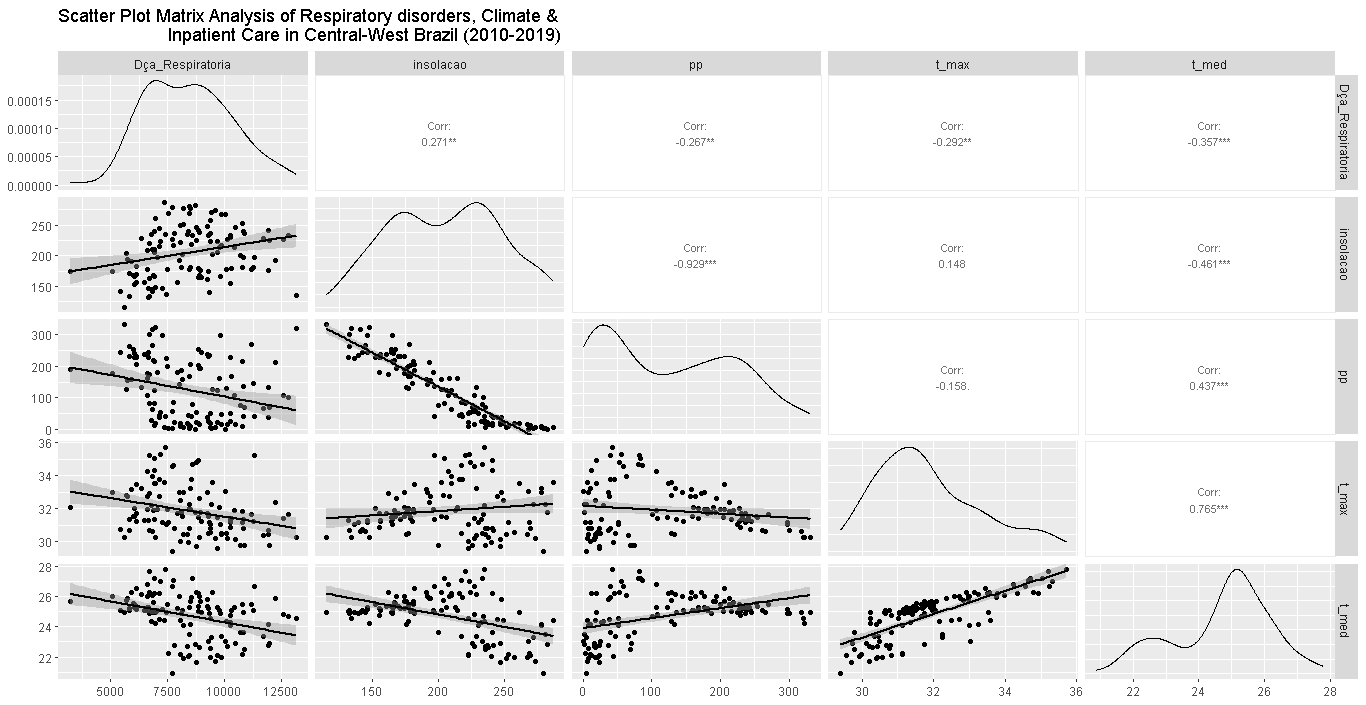 Scatter Plot Matrix Analysis of Respiratory disorders, Climate &
Inpatient Care in Central-West Brazil (2010-2019)
Dça_Respiratoria insolacao pp t_max t_med
0.00015
0.00010
0.00005
0.00000
Corr:
0.271**
Corr:
-0.267**
Corr:
-0.292**
Corr:
-0.357***
Dça_Respiratoria
250
200
150
Corr:
-0.929***
Corr:
0.148
Corr:
-0.461***
insolacao
300
200
100
0
Corr:
-0.158.
Corr:
0.437***
pp
36
34
32
30
Corr:
0.765***
t_max
28
26
24
22
t_med
5000 7500 10000 12500 150 200 250 0 100 200 300 30 32 34 36 22 24 26 28